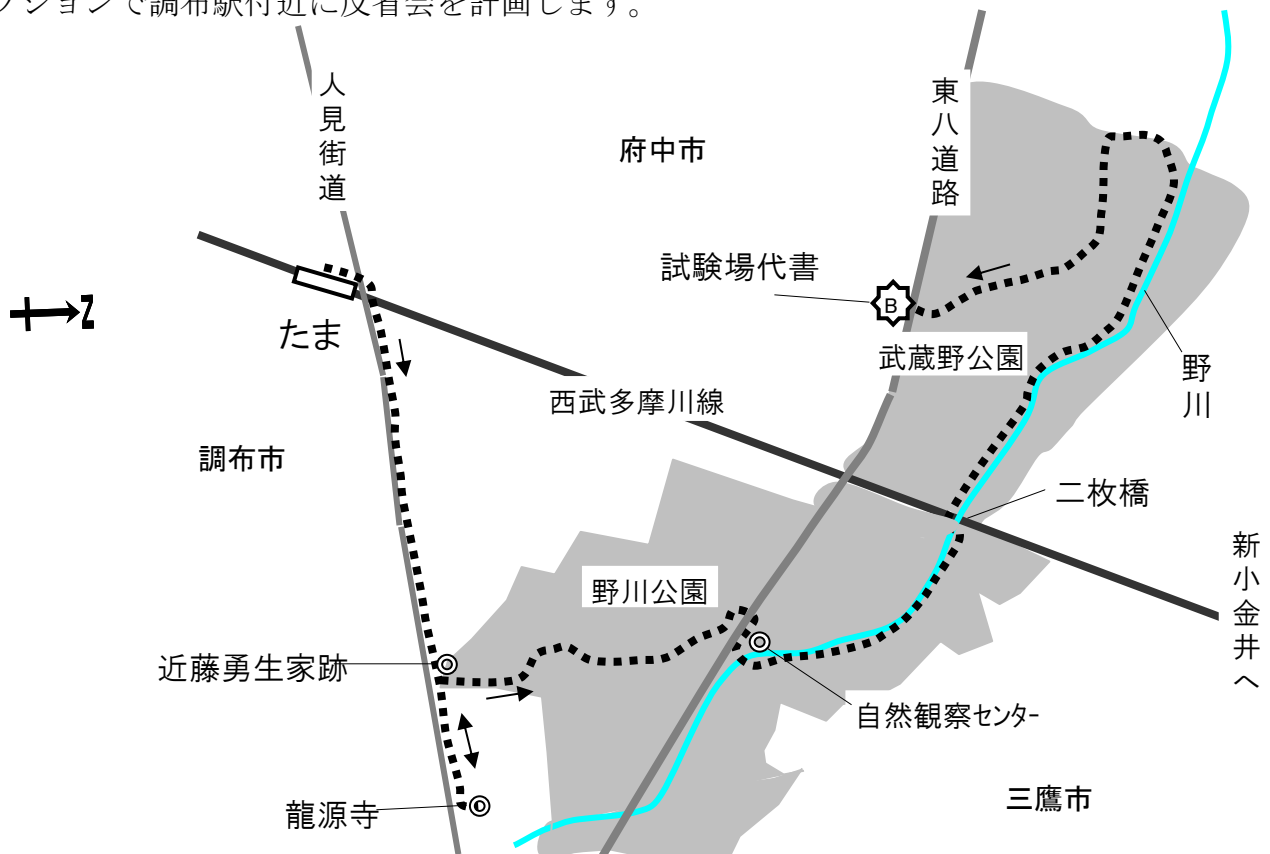 プションで調布駅付近に反省会を計画します。
人見街道
東八道路
府中市
試験場代書
B
N
たま
武蔵野公園
野川
西武多摩川線
調布市
二枚橋
新小金井へ
野川公園
近藤勇生家跡
自然観察センター
三鷹市
龍源寺